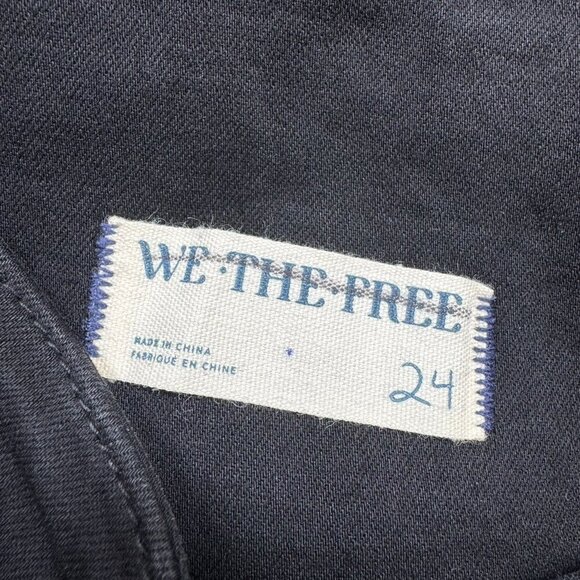 WE·THE·FREE
MADE IN CHINA
FABRIQUÉ EN CHINE
24